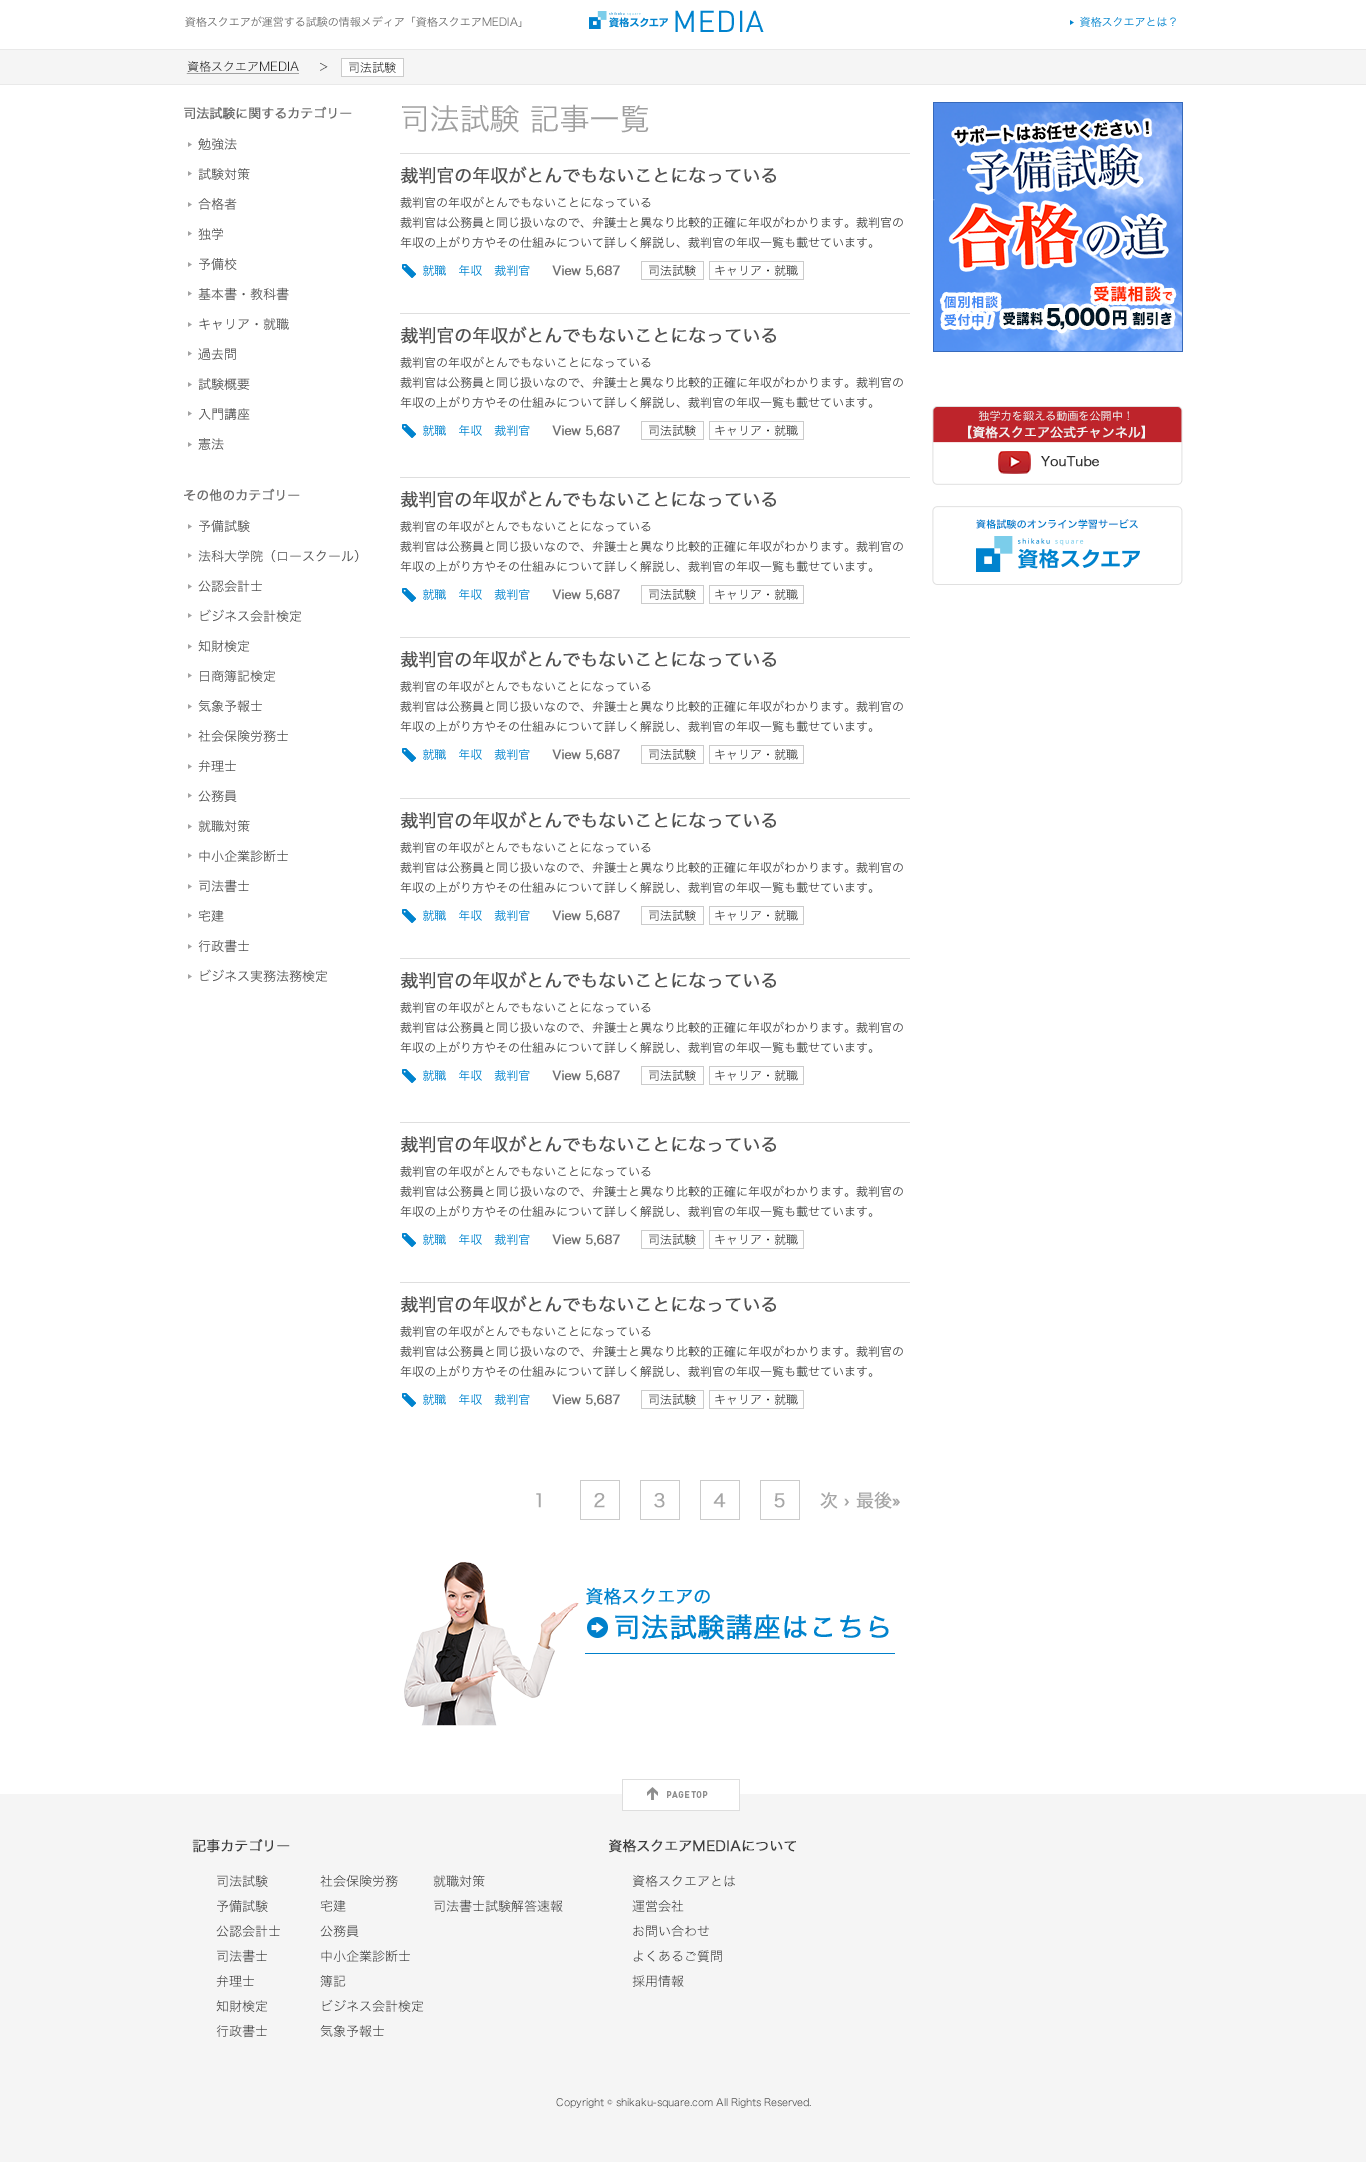 資格スクエアが運営する試験の情報メディア「資格スクエアMEDIA」
shikaku square
資格スクエア MEDIA
資格スクエアとは？
資格スクエアMEDIA > 司法試験
司法試験に関するカテゴリー
勉強法
試験対策
合格者
独学
予備校
基本書・教科書
キャリア・就職
過去問
試験概要
入門講座
憲法
その他のカテゴリー
予備試験
法科大学院（ロースクール）
公認会計士
ビジネス会計検定
知財検定
日商簿記検定
気象予報士
社会保険労務士
弁理士
公務員
就職対策
中小企業診断士
司法書士
宅建
行政書士
ビジネス実務法務検定
司法試験 記事一覧
裁判官の年収がとんでもないことになっている
裁判官の年収がとんでもないことになっている
裁判官は公務員と同じ扱いなので、弁護士と異なり比較的正確に年収がわかります。裁判官の
年収の上がり方やその仕組みについて詳しく解説し、裁判官の年収一覧も載せています。
就職 年収 裁判官 View 5,687 司法試験 キャリア・就職
裁判官の年収がとんでもないことになっている
裁判官の年収がとんでもないことになっている
裁判官は公務員と同じ扱いなので、弁護士と異なり比較的正確に年収がわかります。裁判官の
年収の上がり方やその仕組みについて詳しく解説し、裁判官の年収一覧も載せています。
就職 年収 裁判官 View 5,687 司法試験 キャリア・就職
裁判官の年収がとんでもないことになっている
裁判官の年収がとんでもないことになっている
裁判官は公務員と同じ扱いなので、弁護士と異なり比較的正確に年収がわかります。裁判官の
年収の上がり方やその仕組みについて詳しく解説し、裁判官の年収一覧も載せています。
就職 年収 裁判官 View 5,687 司法試験 キャリア・就職
裁判官の年収がとんでもないことになっている
裁判官の年収がとんでもないことになっている
裁判官は公務員と同じ扱いなので、弁護士と異なり比較的正確に年収がわかります。裁判官の
年収の上がり方やその仕組みについて詳しく解説し、裁判官の年収一覧も載せています。
就職 年収 裁判官 View 5,687 司法試験 キャリア・就職
裁判官の年収がとんでもないことになっている
裁判官の年収がとんでもないことになっている
裁判官は公務員と同じ扱いなので、弁護士と異なり比較的正確に年収がわかります。裁判官の
年収の上がり方やその仕組みについて詳しく解説し、裁判官の年収一覧も載せています。
就職 年収 裁判官 View 5,687 司法試験 キャリア・就職
裁判官の年収がとんでもないことになっている
裁判官の年収がとんでもないことになっている
裁判官は公務員と同じ扱いなので、弁護士と異なり比較的正確に年収がわかります。裁判官の
年収の上がり方やその仕組みについて詳しく解説し、裁判官の年収一覧も載せています。
就職 年収 裁判官 View 5,687 司法試験 キャリア・就職
裁判官の年収がとんでもないことになっている
裁判官の年収がとんでもないことになっている
裁判官は公務員と同じ扱いなので、弁護士と異なり比較的正確に年収がわかります。裁判官の
年収の上がり方やその仕組みについて詳しく解説し、裁判官の年収一覧も載せています。
就職 年収 裁判官 View 5,687 司法試験 キャリア・就職
裁判官の年収がとんでもないことになっている
裁判官の年収がとんでもないことになっている
裁判官は公務員と同じ扱いなので、弁護士と異なり比較的正確に年収がわかります。裁判官の
年収の上がり方やその仕組みについて詳しく解説し、裁判官の年収一覧も載せています。
就職 年収 裁判官 View 5,687 司法試験 キャリア・就職
1 2 3 4 5 次 › 最後»
資格スクエアの
司法試験講座はこちら
サポートはお任せください！
予備試験
合格の道
個別相談
受付中！
受講相談で
受講料5,000円 割引き
独学力を鍛える動画を公開中！
【資格スクエア公式チャンネル】
YouTube
資格試験のオンライン学習サービス
shikaku square
資格スクエア
PAGE TOP
記事カテゴリー
司法試験
予備試験
公認会計士
司法書士
弁理士
知財検定
行政書士
社会保険労務
宅建
公務員
中小企業診断士
簿記
ビジネス会計検定
気象予報士
就職対策
司法書士試験解答速報
資格スクエアMEDIAについて
資格スクエアとは
運営会社
お問い合わせ
よくあるご質問
採用情報
Copyright © shikaku-square.com All Rights Reserved.